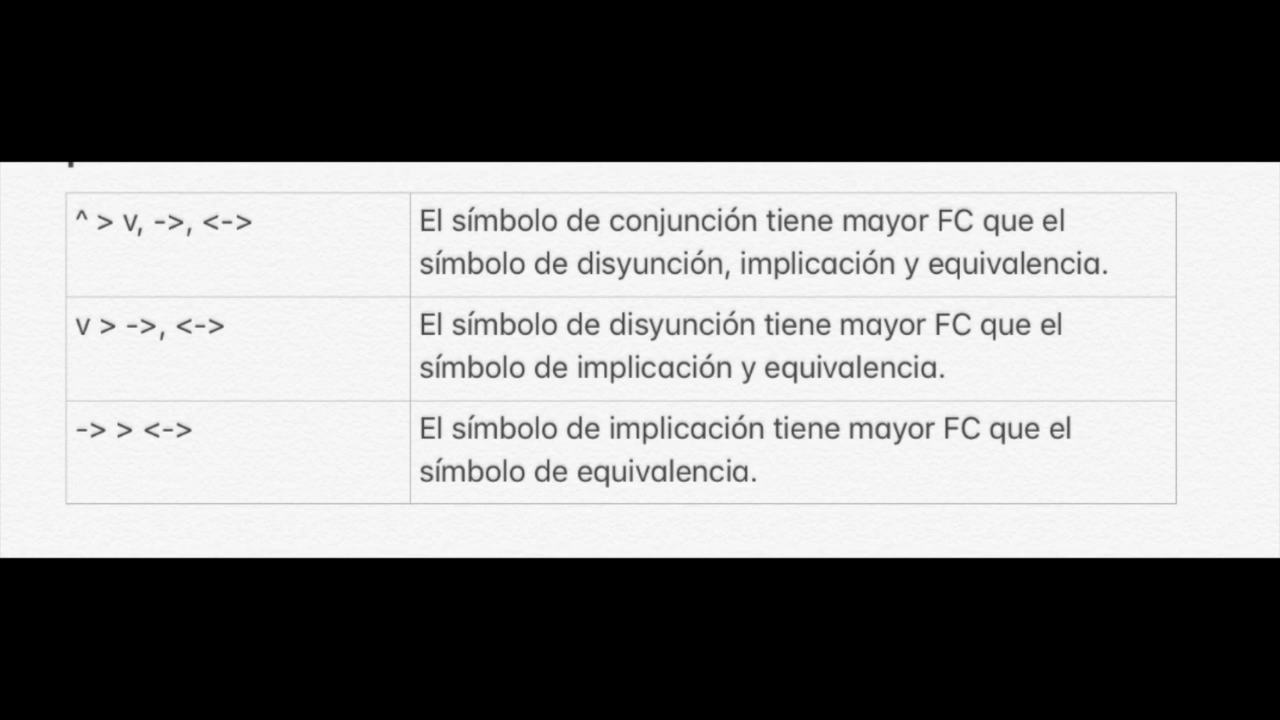 ^ > v, ->, <->
El símbolo de conjunción tiene mayor FC que el
símbolo de disyunción, implicación y equivalencia.
v > ->, <->
El símbolo de disyunción tiene mayor FC que el
símbolo de implicación y equivalencia.
-> > <->
El símbolo de implicación tiene mayor FC que el
símbolo de equivalencia.